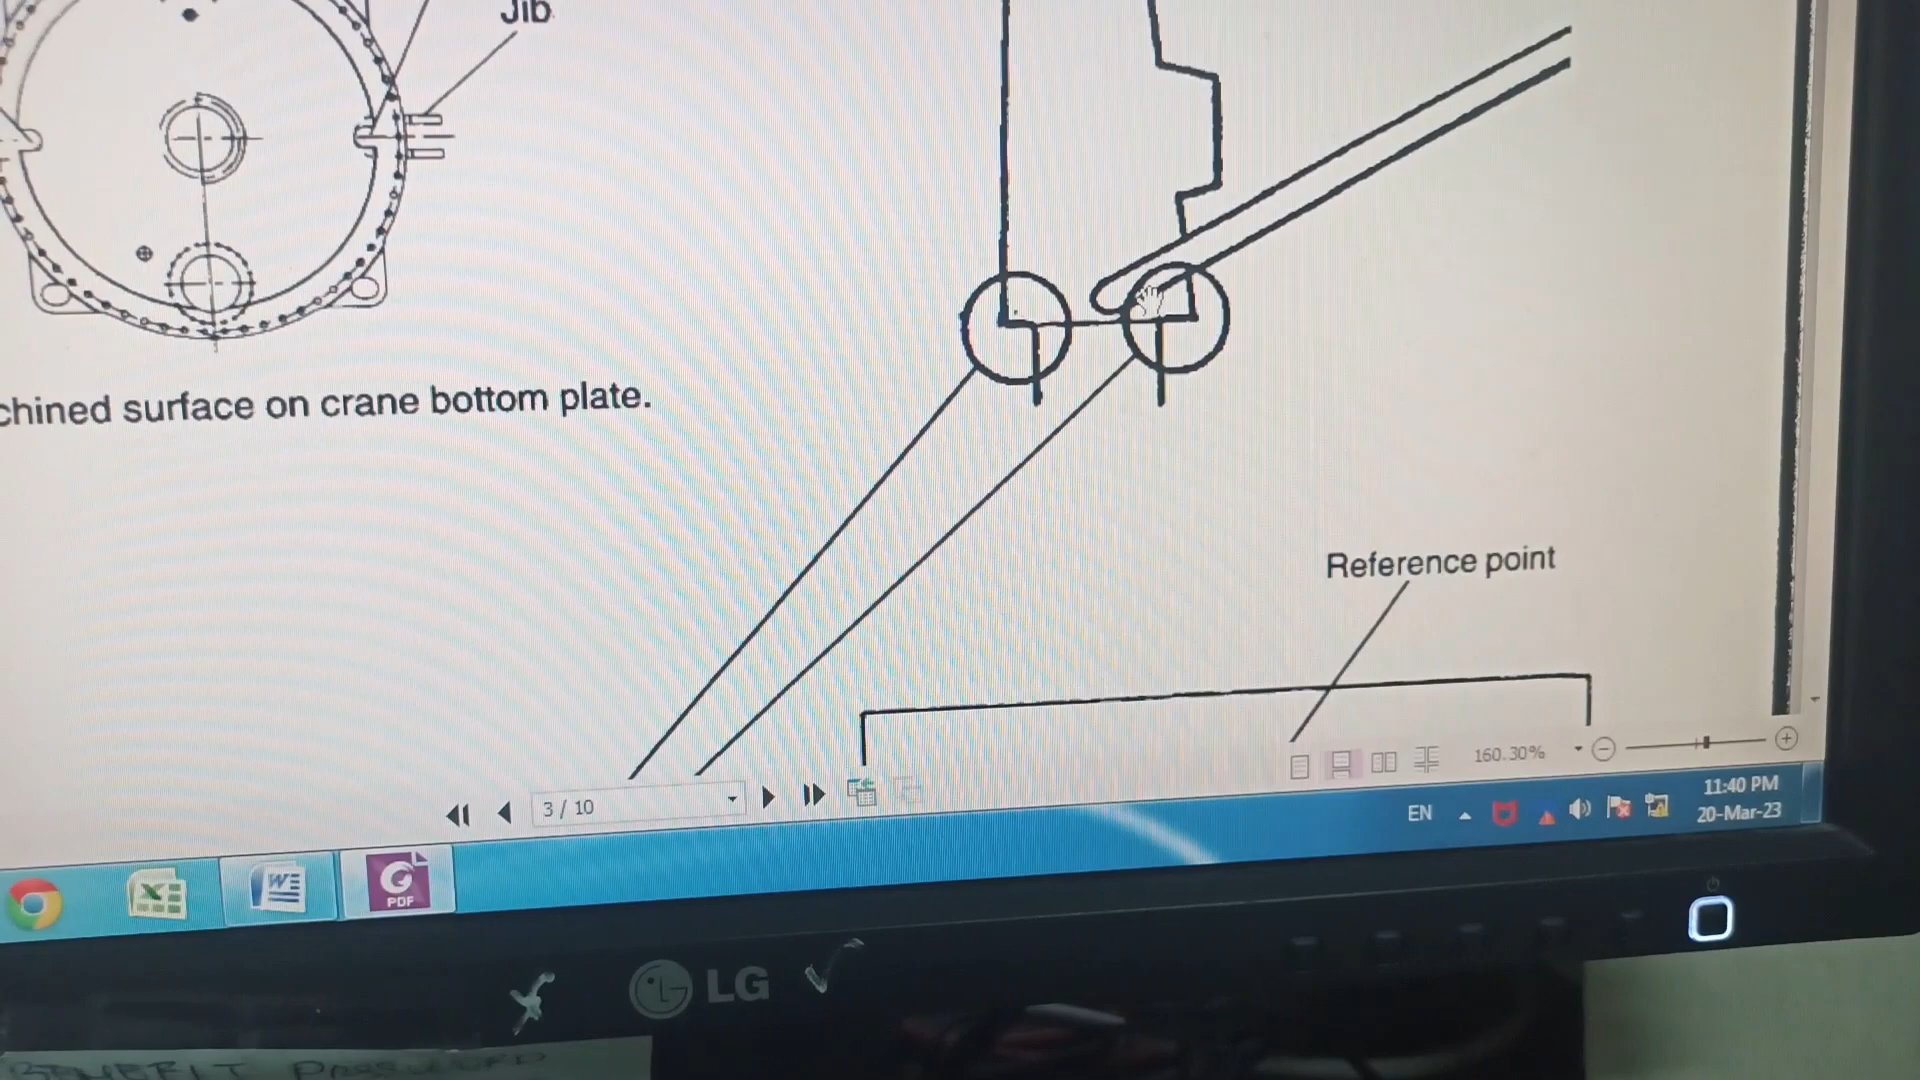 Jib
chined surface on crane bottom plate.
Reference point
160.30%
3 / 10
EN
11:40 PM
20-Mar-23
W
PDF
LG